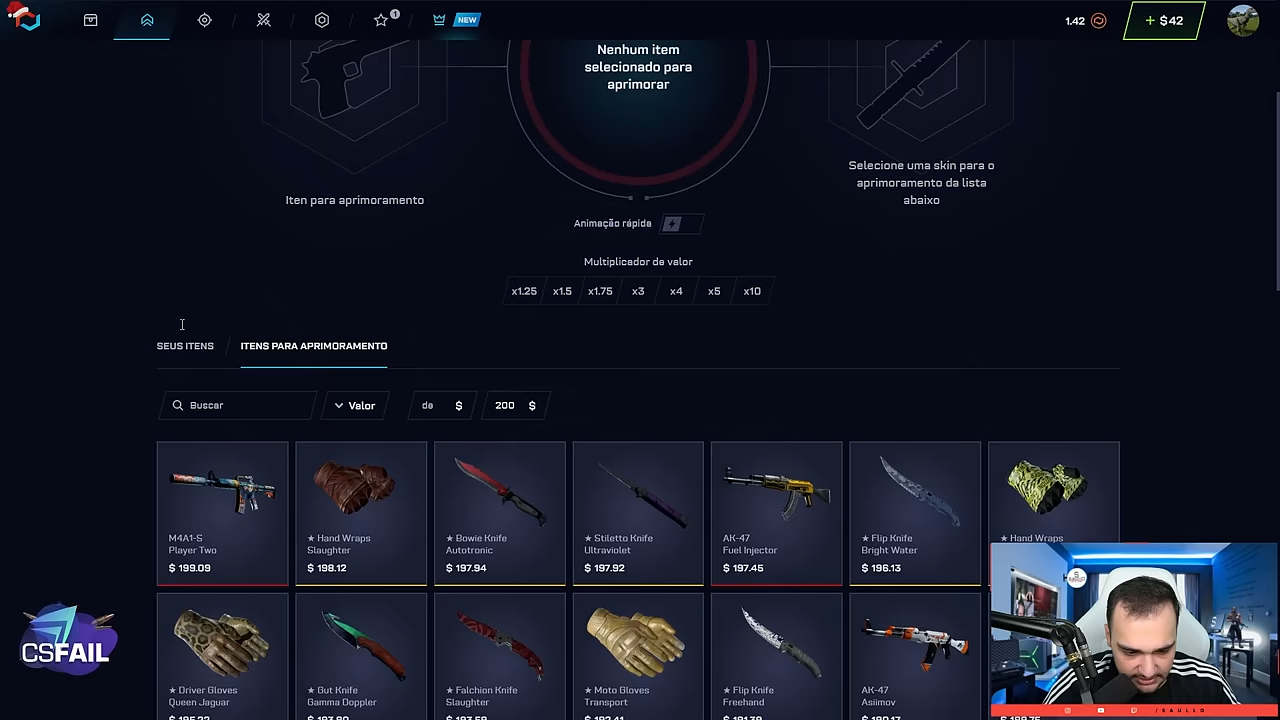 1
NEW
1.42
+ $ 42
Nenhum item
selecionado para
aprimorar
Iten para aprimoramento
Selecione uma skin para o
aprimoramento da lista
abaixo
Animação rápida
Multiplicador de valor
x1.25 x1.5 x1.75 x3 x4 x5 x10
SEUS ITENS ITENS PARA APRIMORAMENTO
Buscar Valor de $ 200 $
M4A1-S
Player Two
$ 199.09
★ Hand Wraps
Slaughter
$ 198.12
★ Bowie Knife
Autotronic
$ 197.94
★ Stiletto Knife
Ultraviolet
$ 197.92
AK-47
Fuel Injector
$ 197.45
★ Flip Knife
Bright Water
$ 196.13
★ Hand Wraps
★ Driver Gloves
Queen Jaguar
★ Gut Knife
Gamma Doppler
★ Falchion Knife
Slaughter
★ Moto Gloves
Transport
★ Flip Knife
Freehand
AK-47
Asiimov
CSFAIL
/SAULLO